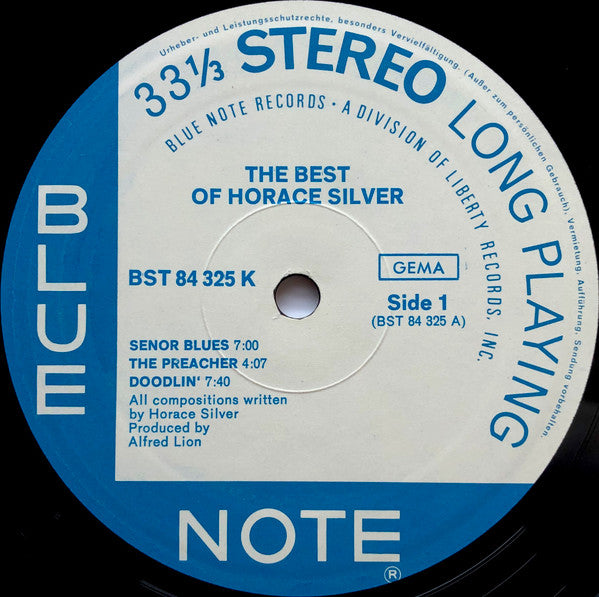 Urheber- und Leistungsschutzrechte, besonders Vervielfältigung. (Außer zum persönlichen Gebrauch), Vermietung, Aufführung, Sendung vorbehalten.
33⅓ STEREO LONG PLAYING
BLUE NOTE RECORDS · A DIVISION OF LIBERTY RECORDS, INC.
THE BEST
OF HORACE SILVER
BST 84 325 K
GEMA
Side 1
(BST 84 325 A)
SENOR BLUES 7:00
THE PREACHER 4:07
DOODLIN' 7:40
All compositions written
by Horace Silver
Produced by
Alfred Lion
BLUE
NOTE
®